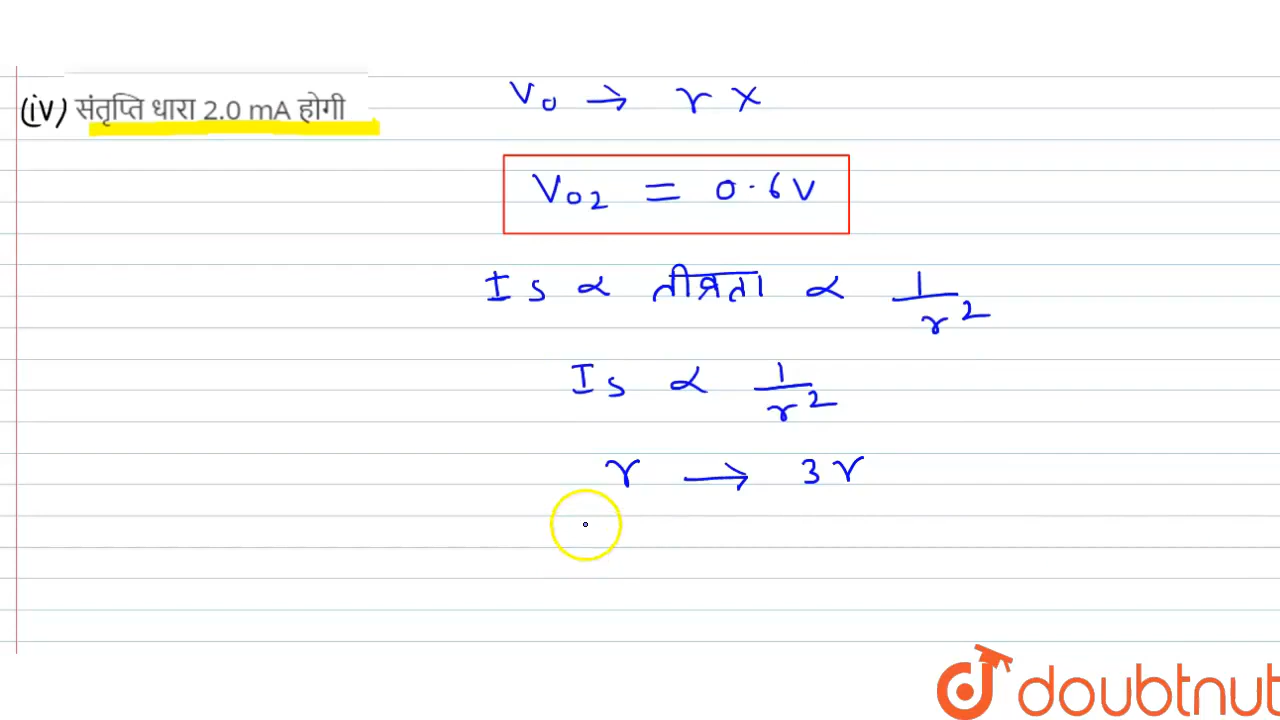 (iv) संतृप्ति धारा 2.0 mA होगी
V0 → r ×
V02 = 0.6V
Is ∝ तीव्रता ∝ 1/r²
Is ∝ 1/r²
r → 3r
doubtnut